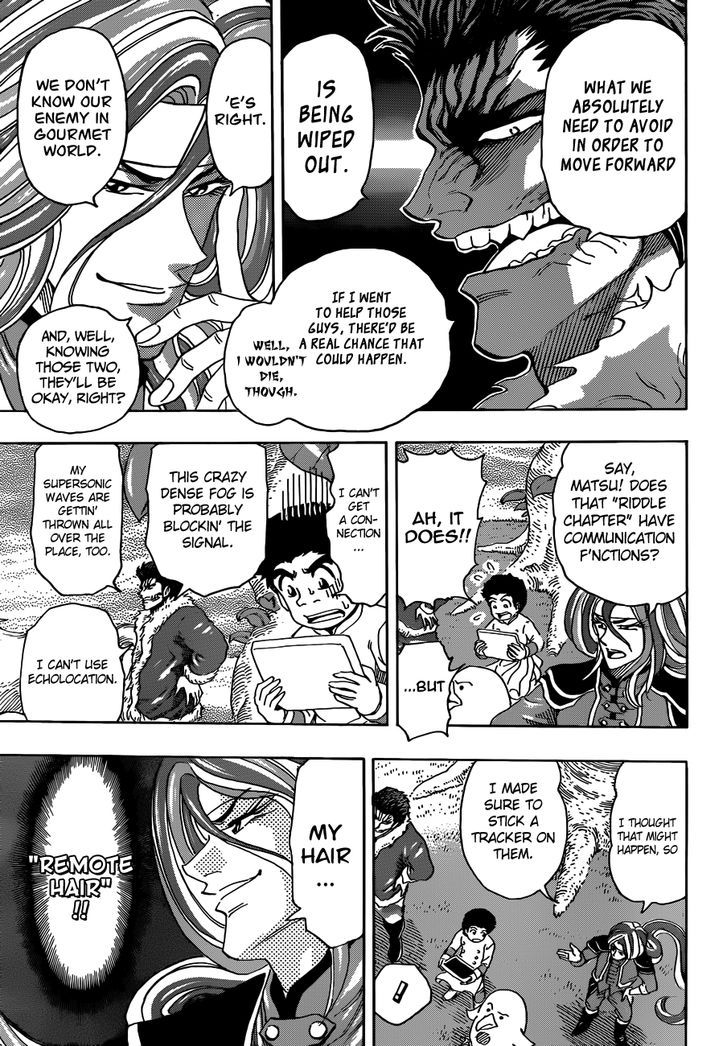 WHAT WE
ABSOLUTELY
NEED TO AVOID
IN ORDER TO
MOVE FORWARD
IS
BEING
WIPED
OUT.
IF I WENT
TO HELP THOSE
GUYS, THERE'D BE
A REAL CHANCE THAT
COULD HAPPEN.
WELL,
I WOULDN'T
DIE,
THOUGH.
'E'S
RIGHT.
WE DON'T
KNOW OUR
ENEMY IN
GOURMET
WORLD.
AND, WELL,
KNOWING
THOSE TWO,
THEY'LL BE
OKAY, RIGHT?
SAY,
MATSU! DOES
THAT "RIDDLE
CHAPTER" HAVE
COMMUNICATION
F'NCTIONS?
AH, IT
DOES!!
...BUT
I CAN'T
GET
A CON-
NECTION
...
THIS CRAZY
DENSE FOG IS
PROBABLY
BLOCKIN' THE
SIGNAL.
MY
SUPERSONIC
WAVES ARE
GETTIN'
THROWN ALL
OVER THE
PLACE, TOO.
I CAN'T USE
ECHOLOCATION.
I THOUGHT
THAT MIGHT
HAPPEN, SO
I MADE
SURE TO
STICK A
TRACKER ON
THEM.
!
MY
HAIR
...
"REMOTE
HAIR"
!!